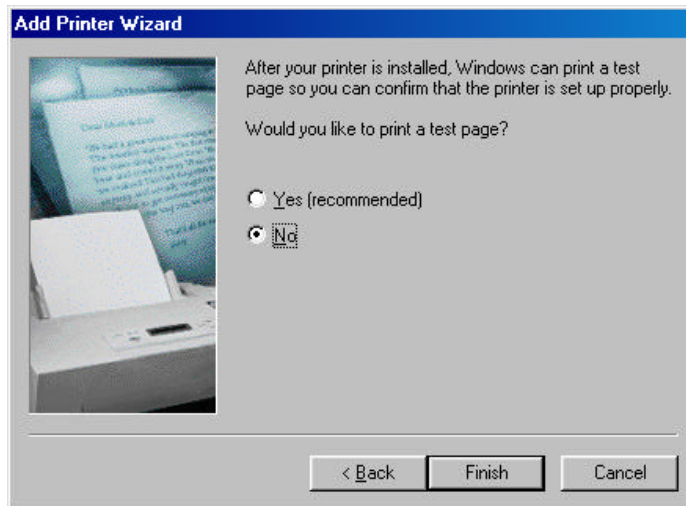 Add Printer Wizard
After your printer is installed, Windows can print a test
page so you can confirm that the printer is set up properly.
Would you like to print a test page?
Yes (recommended)
No
< Back
Finish
Cancel